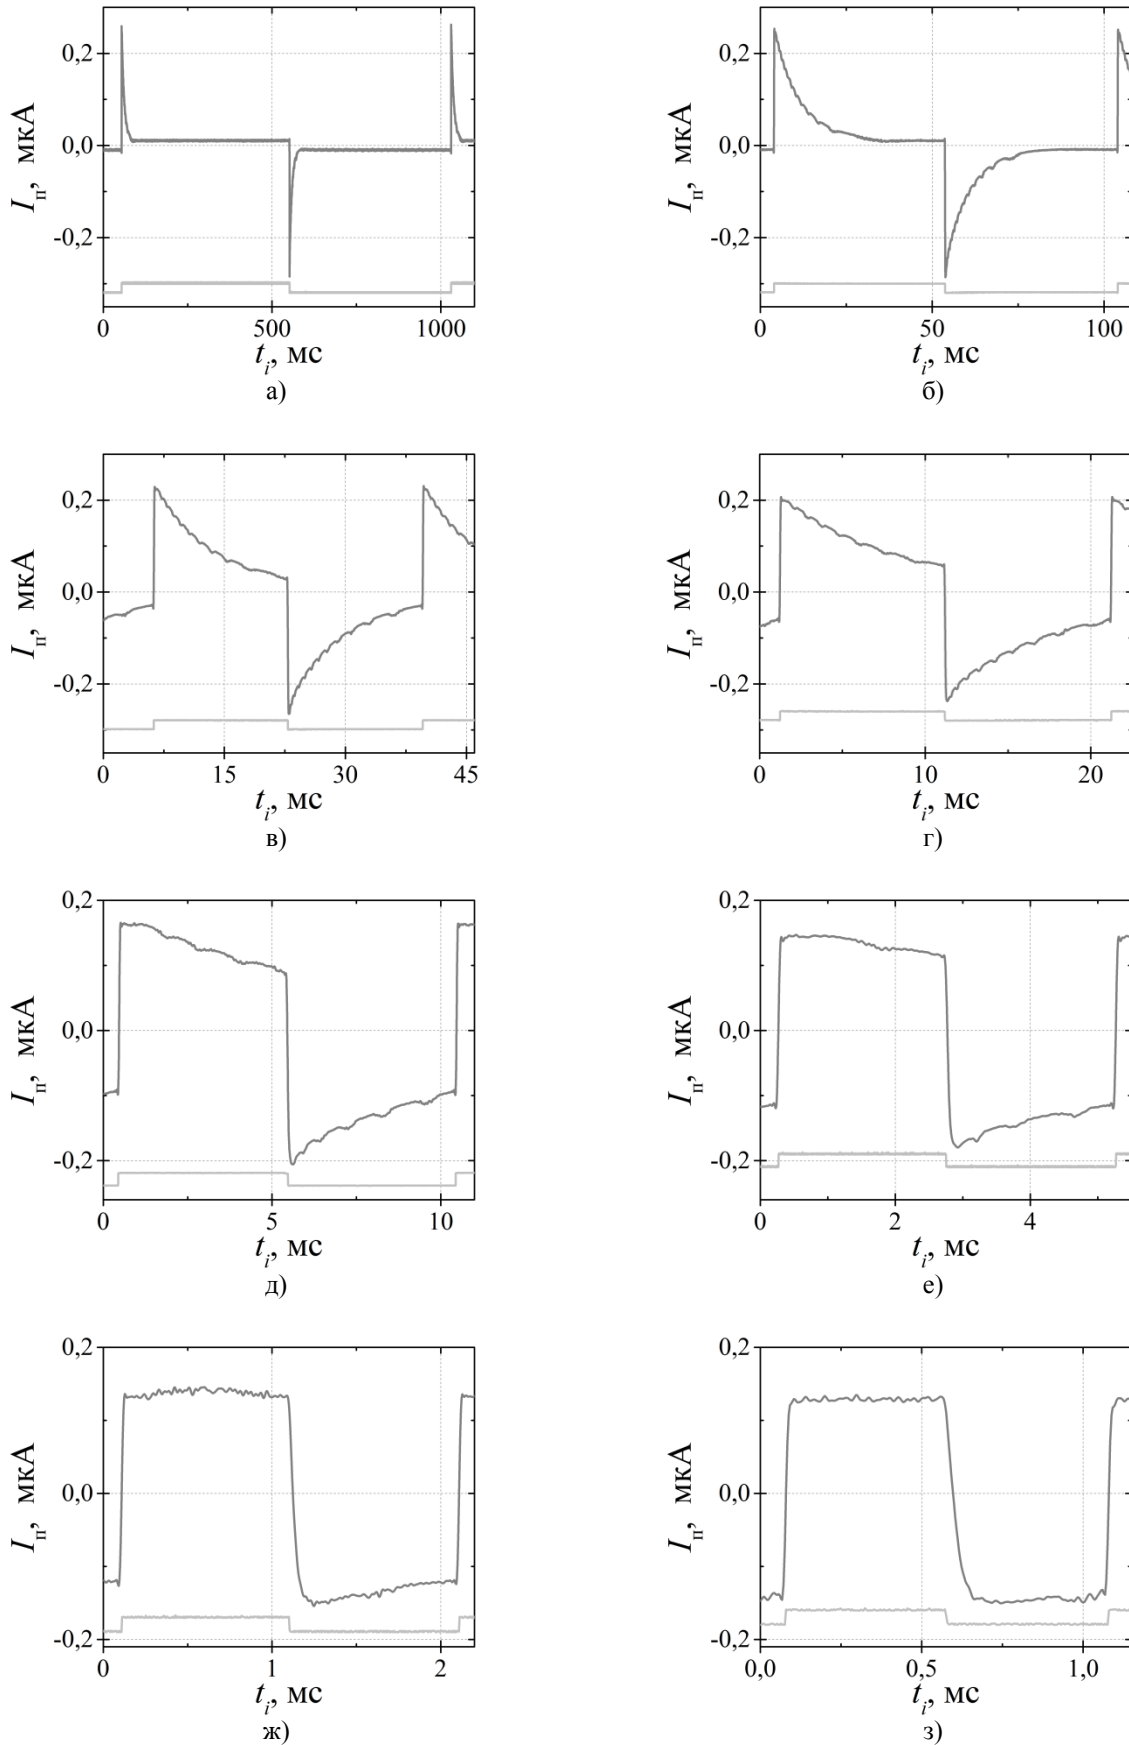 0,2
0,0
-0,2
I_п, мкА
0 500 1000
t_i, мс
а)
0,2
0,0
-0,2
I_п, мкА
0 50 100
t_i, мс
б)
0,2
0,0
-0,2
I_п, мкА
0 15 30 45
t_i, мс
в)
0,2
0,0
-0,2
I_п, мкА
0 10 20
t_i, мс
г)
0,2
0,0
-0,2
I_п, мкА
0 5 10
t_i, мс
д)
0,2
0,0
-0,2
I_п, мкА
0 2 4
t_i, мс
е)
0,2
0,0
-0,2
I_п, мкА
0 1 2
t_i, мс
ж)
0,2
0,0
-0,2
I_п, мкА
0,0 0,5 1,0
t_i, мс
з)